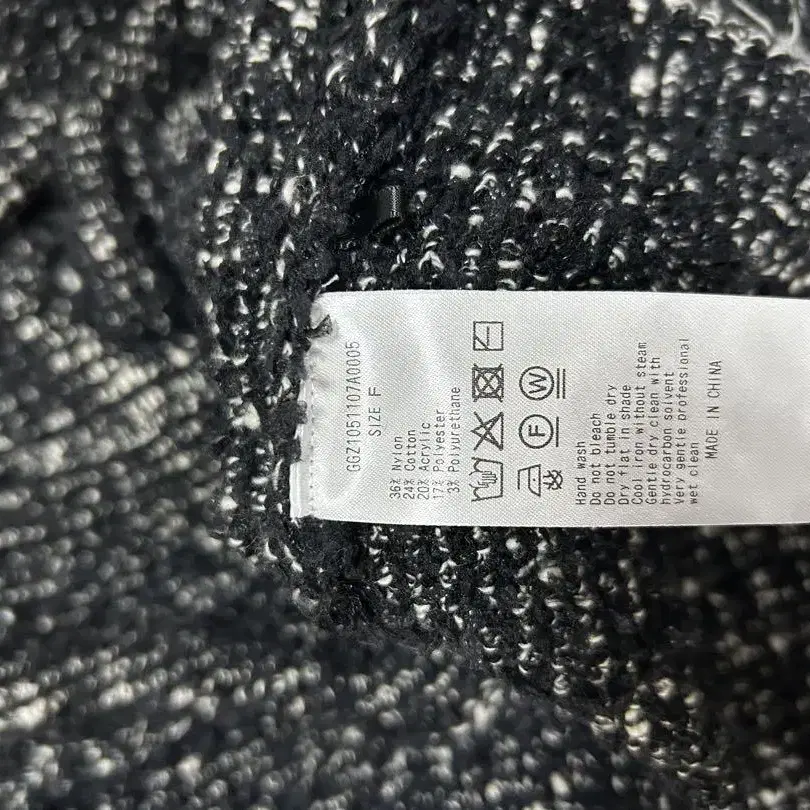 GGZ1051107A0005
SIZE F
36% Nylon
24% Cotton
20% Acrylic
17% Polyester
3% Polyurethane
F W
Hand wash
Do not bleach
Do not tumble dry
Dry flat in shade
Cool iron without steam
Gentle dry clean with
hydrocarbon solvent
Very gentle professional
wet clean
MADE IN CHINA